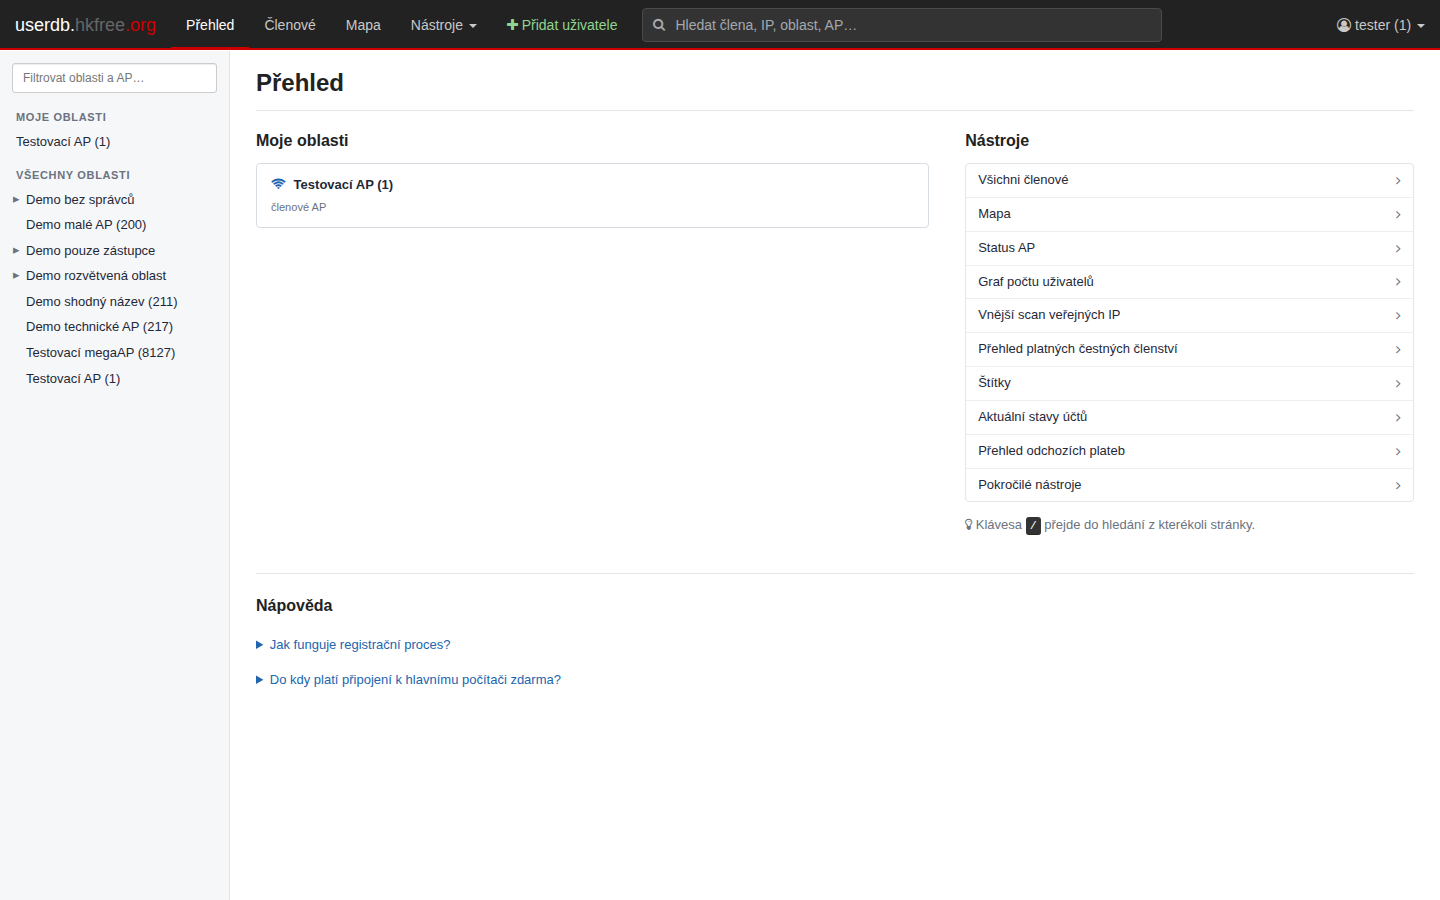 userdb.hkfree.org Přehled Členové Mapa Nástroje Přidat uživatele Hledat člena, IP, oblast, AP… tester (1)
Filtrovat oblasti a AP…
MOJE OBLASTI
Testovací AP (1)
VŠECHNY OBLASTI
Demo bez správců
Demo malé AP (200)
Demo pouze zástupce
Demo rozvětvená oblast
Demo shodný název (211)
Demo technické AP (217)
Testovací megaAP (8127)
Testovací AP (1)
Přehled
Moje oblasti
Testovací AP (1)
členové AP
Nástroje
Všichni členové
Mapa
Status AP
Graf počtu uživatelů
Vnější scan veřejných IP
Přehled platných čestných členství
Štítky
Aktuální stavy účtů
Přehled odchozích plateb
Pokročilé nástroje
Klávesa / přejde do hledání z kterékoli stránky.
Nápověda
Jak funguje registrační proces?
Do kdy platí připojení k hlavnímu počítači zdarma?